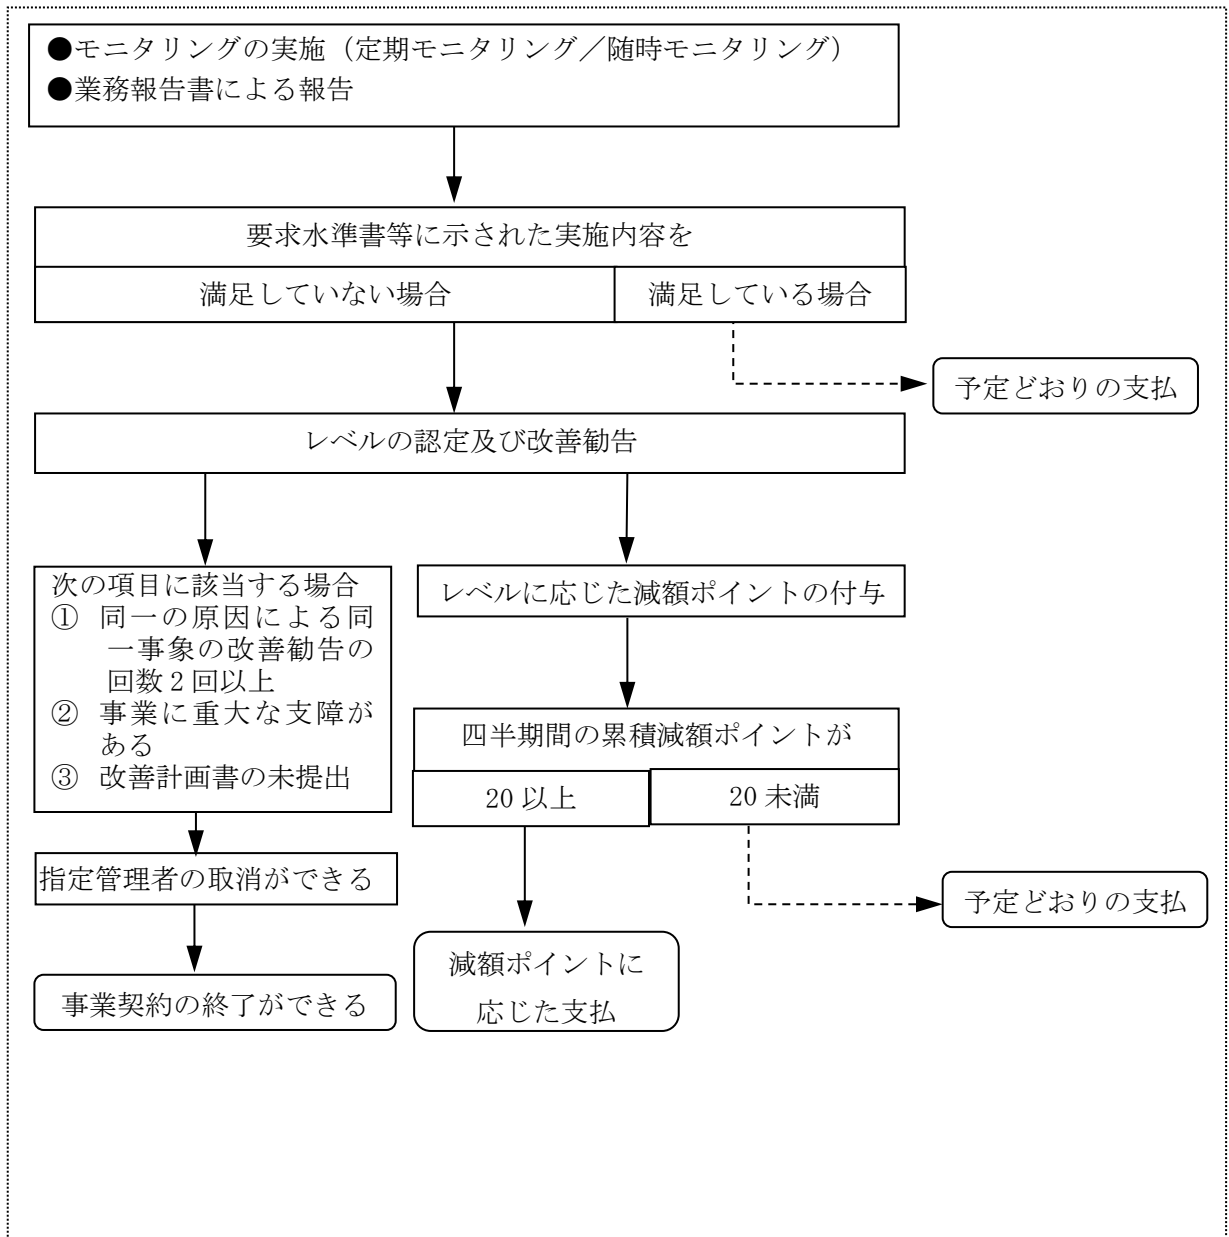 ●モニタリングの実施（定期モニタリング／随時モニタリング）
●業務報告書による報告
要求水準書等に示された実施内容を
満足していない場合
満足している場合
予定どおりの支払
レベルの認定及び改善勧告
次の項目に該当する場合
① 同一の原因による同
一事象の改善勧告の
回数２回以上
② 事業に重大な支障が
ある
③ 改善計画書の未提出
指定管理者の取消ができる
事業契約の終了ができる
レベルに応じた減額ポイントの付与
四半期間の累積減額ポイントが
20 以上
20 未満
予定どおりの支払
減額ポイントに
応じた支払